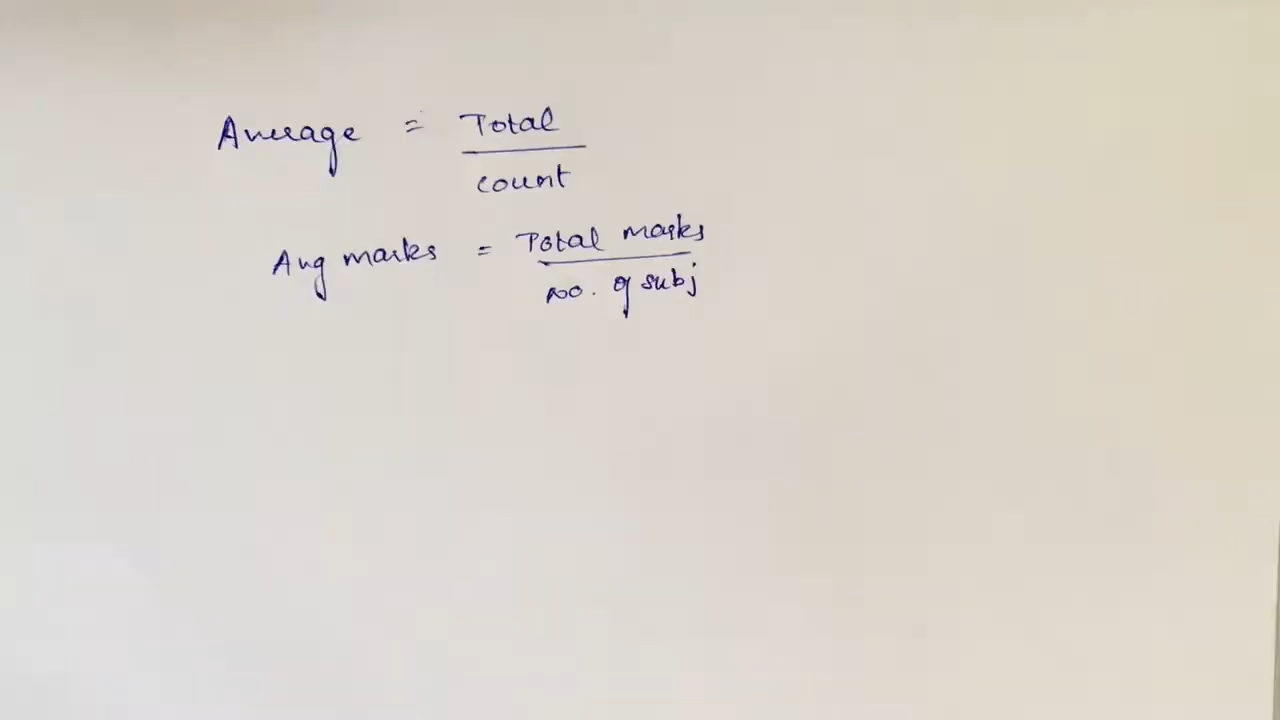 Average = Total
count
Avg marks = Total marks
no. of subj